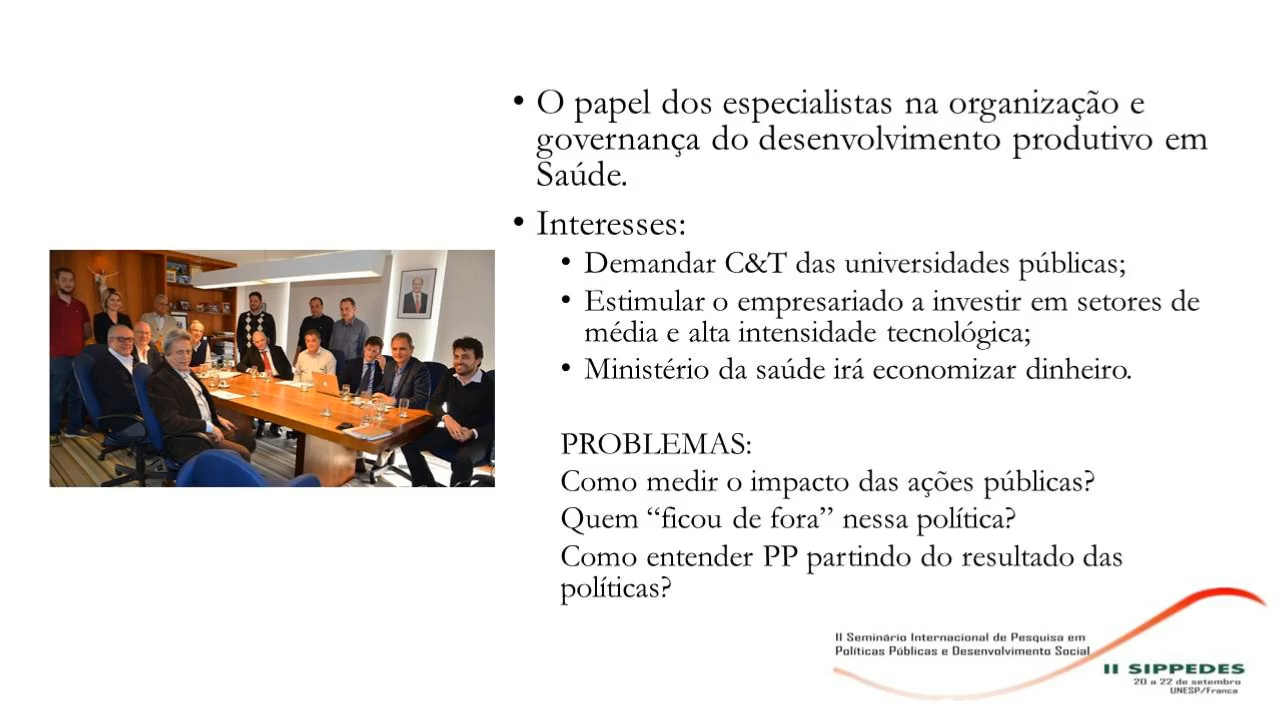 • O papel dos especialistas na organização e
governança do desenvolvimento produtivo em
Saúde.
• Interesses:
• Demandar C&T das universidades públicas;
• Estimular o empresariado a investir em setores de
média e alta intensidade tecnológica;
• Ministério da saúde irá economizar dinheiro.
PROBLEMAS:
Como medir o impacto das ações públicas?
Quem “ficou de fora” nessa política?
Como entender PP partindo do resultado das
políticas?
II Seminário Internacional de Pesquisa em
Políticas Públicas e Desenvolvimento Social
II SIPPEDES
20 a 22 de setembro
UNESP/Franca